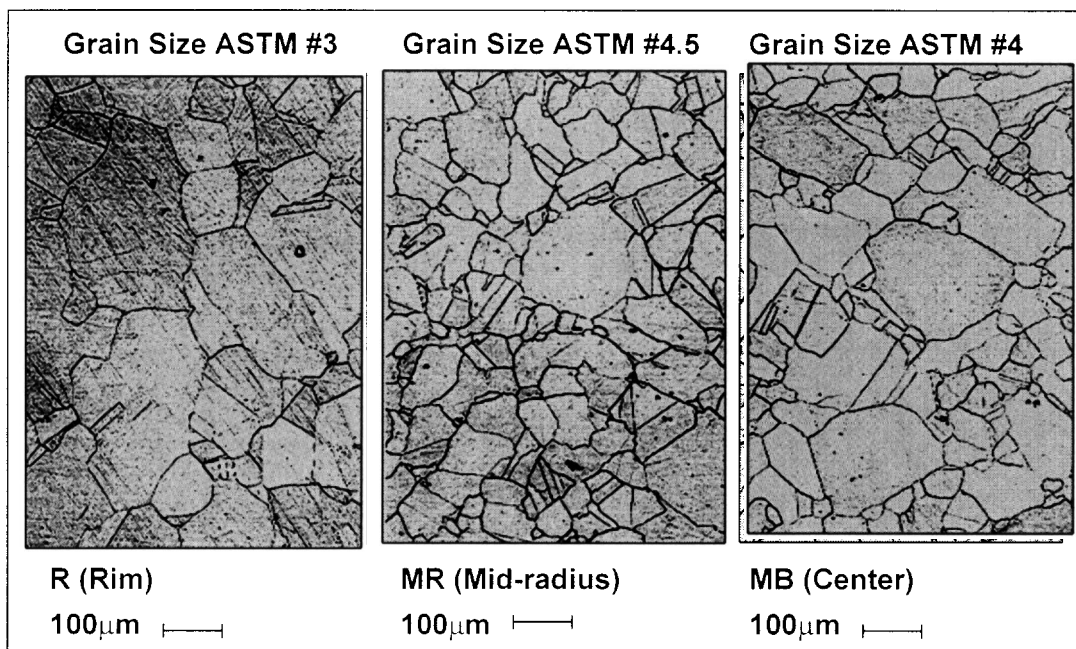 Grain Size ASTM #3
Grain Size ASTM #4.5
Grain Size ASTM #4
R (Rim)
MR (Mid-radius)
MB (Center)
100μm
100μm
100μm